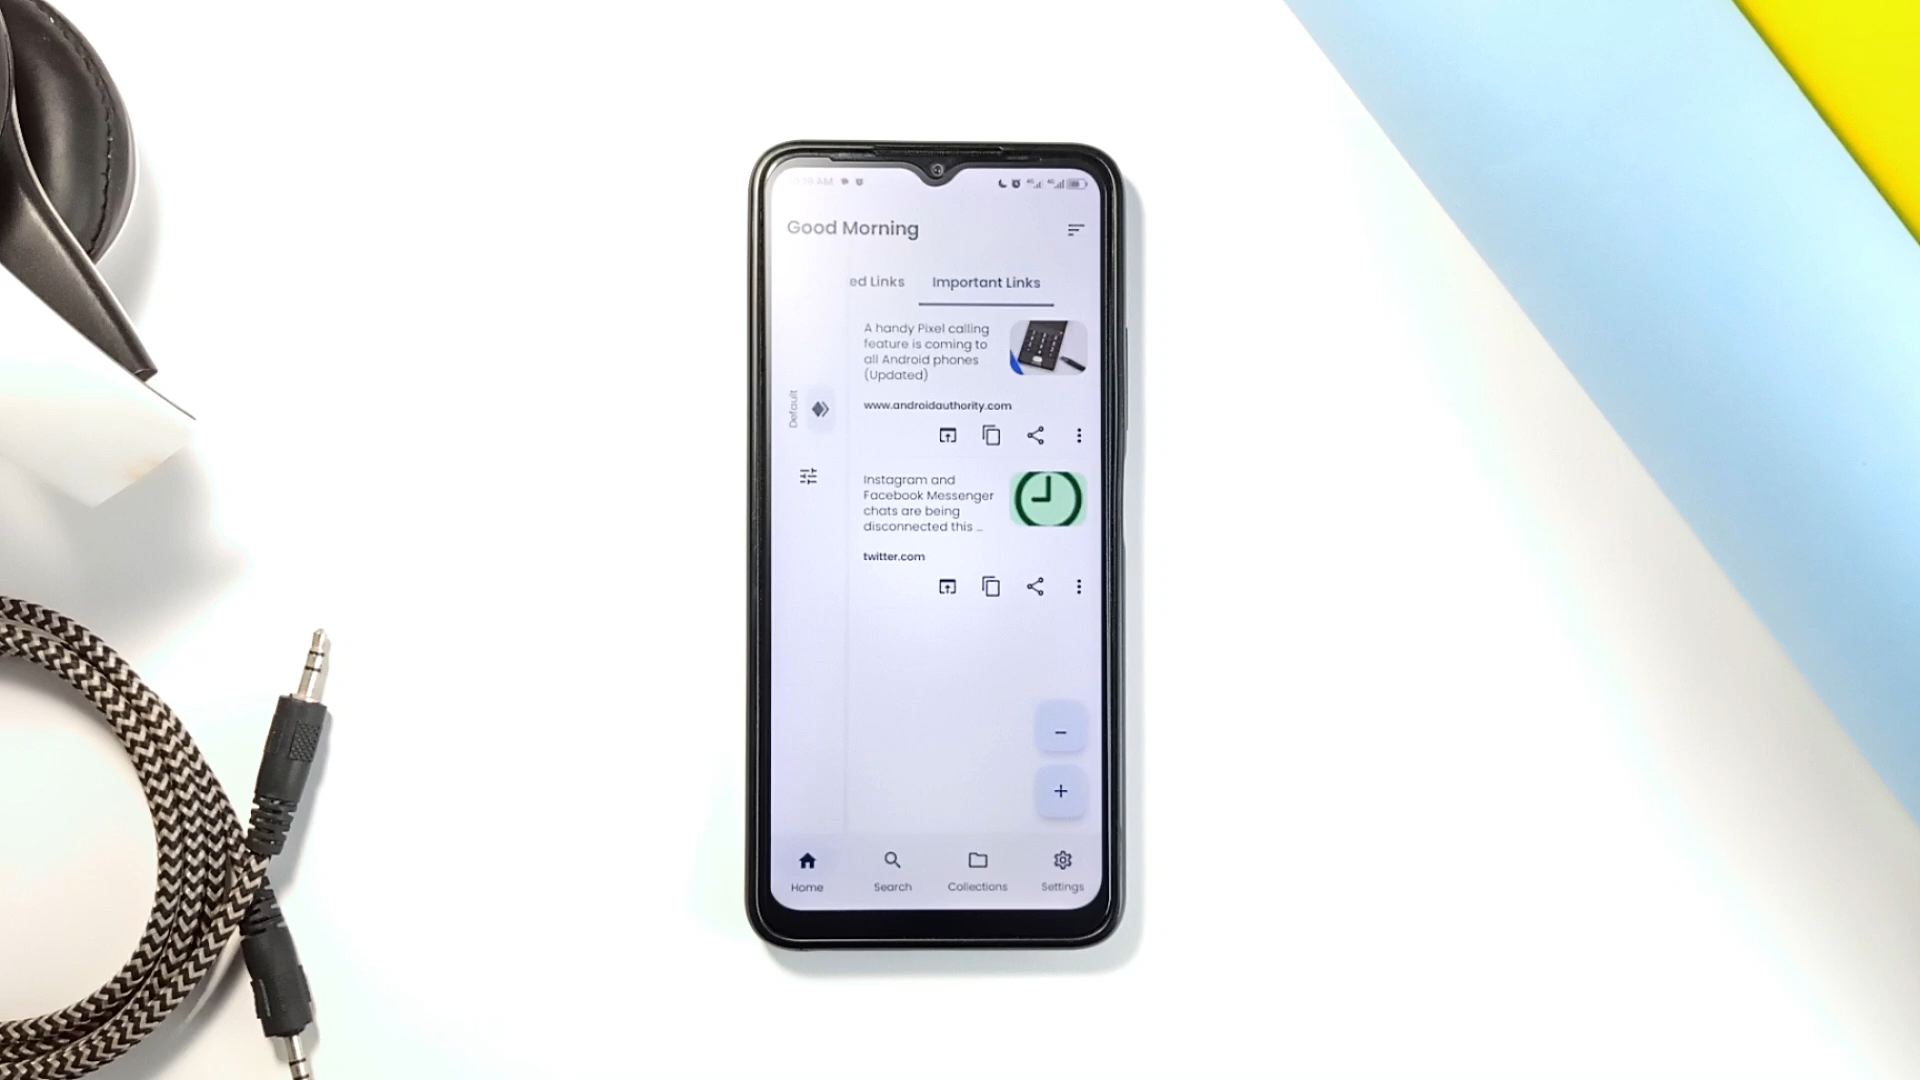 AM
Good Morning
ed Links Important Links
A handy Pixel calling
feature is coming to
all Android phones
(Updated)
www.androidauthority.com
Default
Instagram and
Facebook Messenger
chats are being
disconnected this ...
twitter.com
Home Search Collections Settings